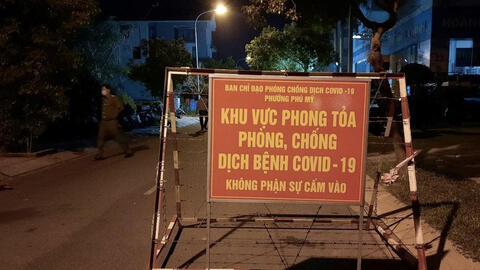 BAN CHỈ ĐẠO PHÒNG CHỐNG DỊCH COVID -19
PHƯỜNG PHÚ MỸ
KHU VỰC PHONG TỎA
PHÒNG, CHỐNG
DỊCH BỆNH COVID -19
KHÔNG PHẬN SỰ CẤM VÀO